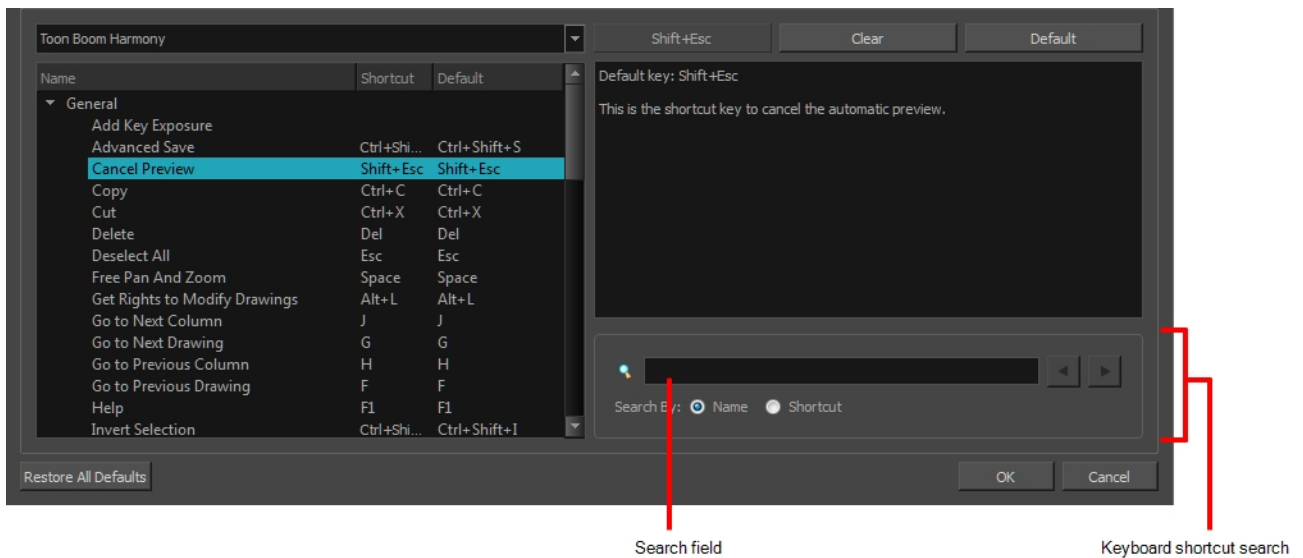 Toon Boom Harmony
Shift+Esc Clear Default
Name Shortcut Default
General
Add Key Exposure
Advanced Save Ctrl+Shi... Ctrl+Shift+S
Cancel Preview Shift+Esc Shift+Esc
Copy Ctrl+C Ctrl+C
Cut Ctrl+X Ctrl+X
Delete Del Del
Deselect All Esc Esc
Free Pan And Zoom Space Space
Get Rights to Modify Drawings Alt+L Alt+L
Go to Next Column J J
Go to Next Drawing G G
Go to Previous Column H H
Go to Previous Drawing F F
Help F1 F1
Invert Selection Ctrl+Shi... Ctrl+Shift+I
Default key: Shift+Esc
This is the shortcut key to cancel the automatic preview.
Search By: Name Shortcut
Restore All Defaults OK Cancel
Search field Keyboard shortcut search